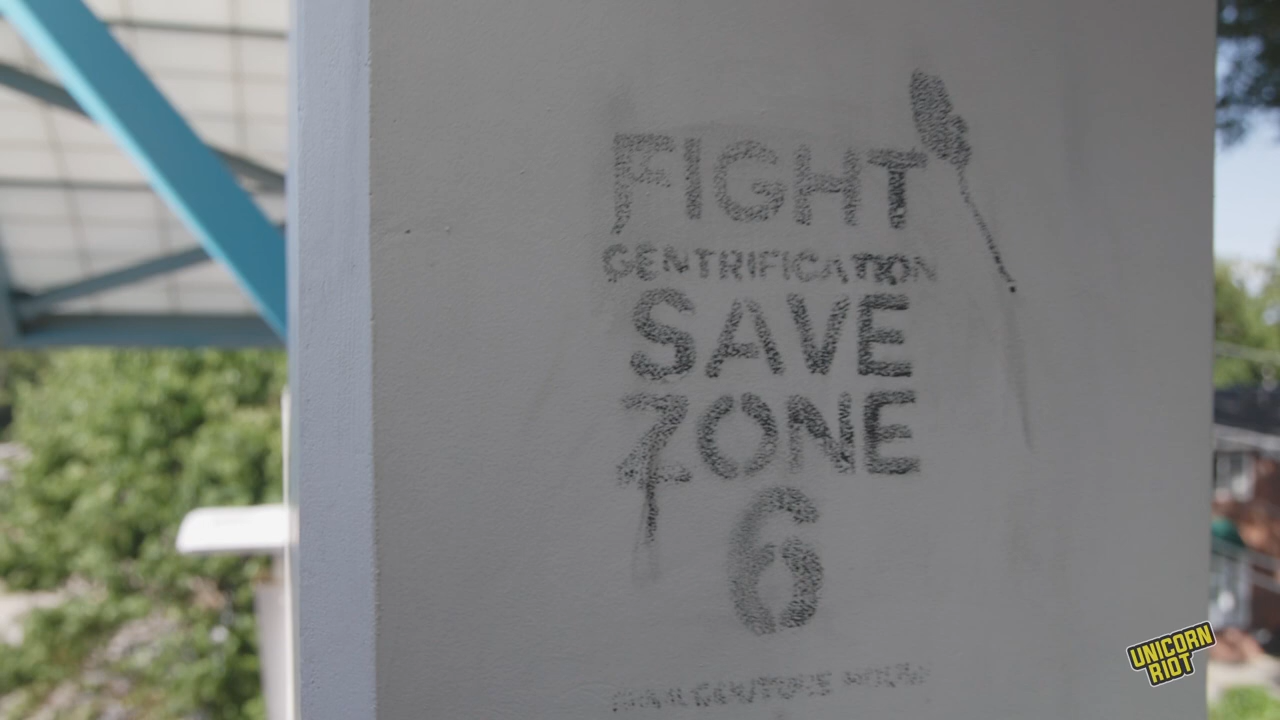 FIGHT
GENTRIFICATION
SAVE
ZONE
6
UNICORN
RIOT